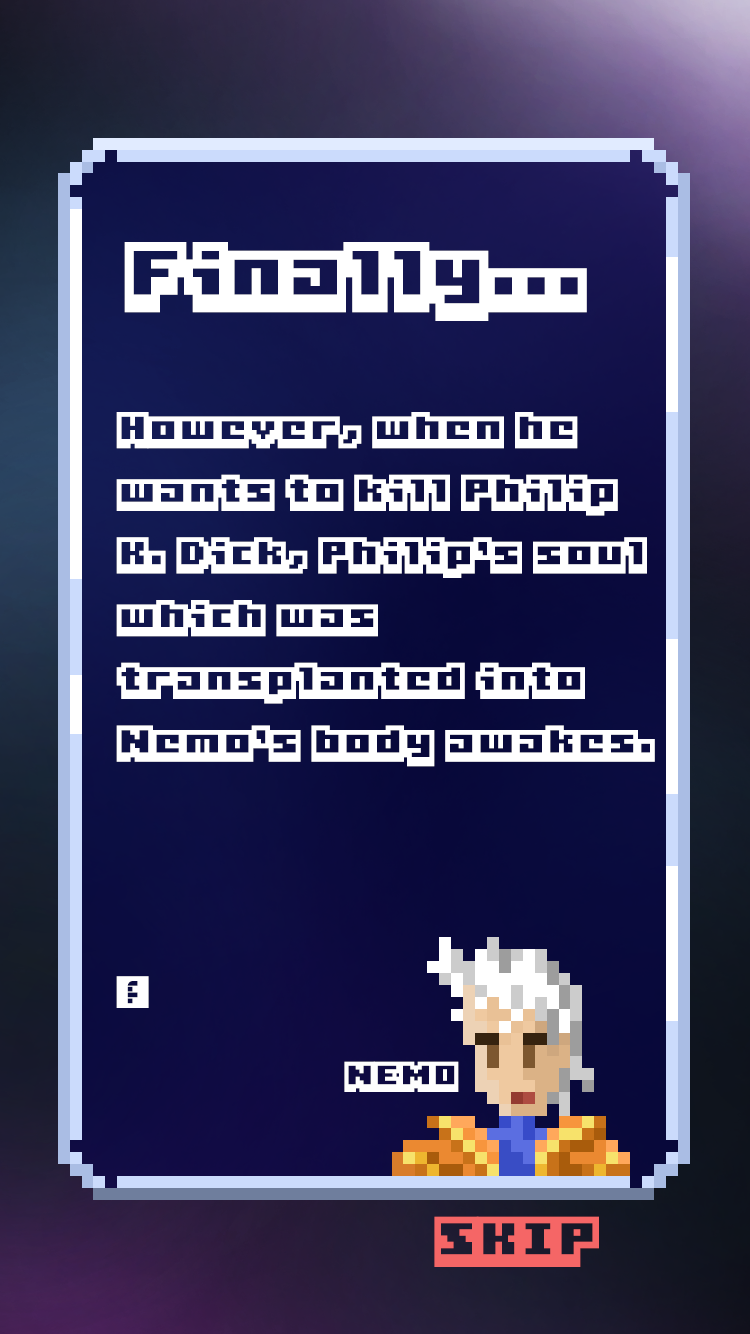 Finally...
However, when he
wants to kill Philip
K. Dick, Philip's soul
which was
transplanted into
Nemo's body awakes.
NEMO
SKIP